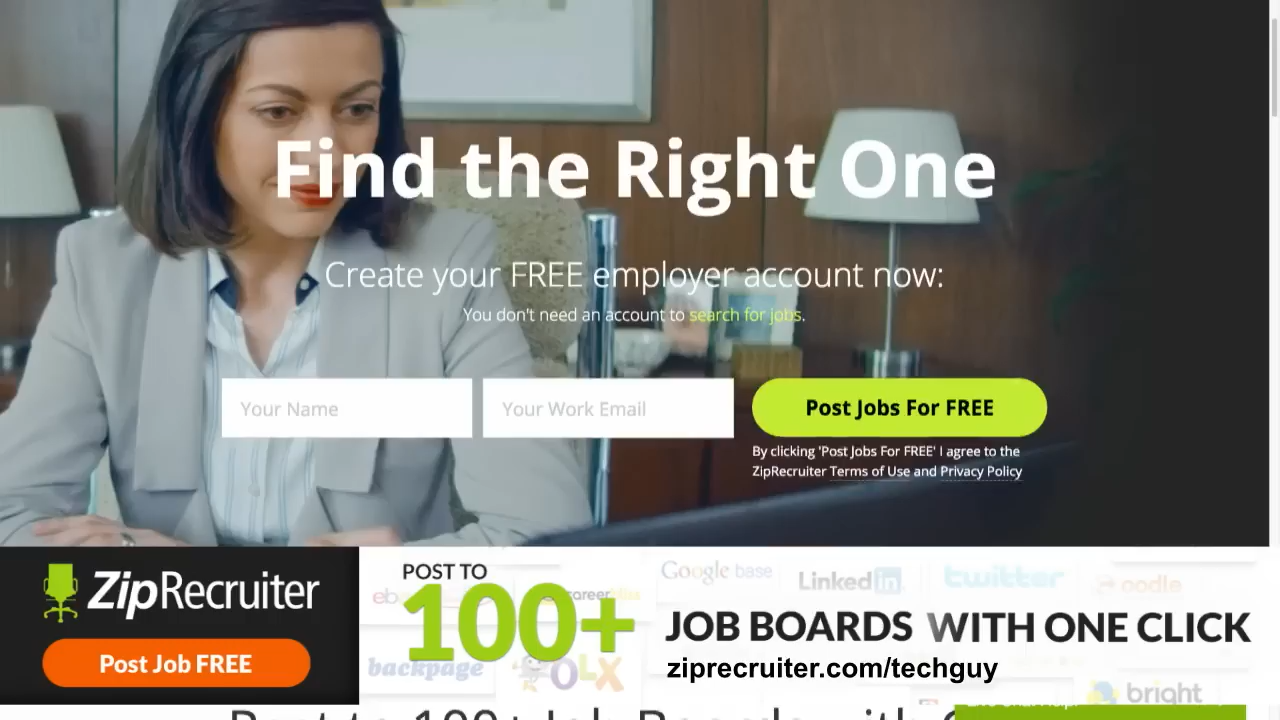 Find the Right One
Create your FREE employer account now:
You don't need an account to search for jobs.
Your Name
Your Work Email
Post Jobs For FREE
By clicking 'Post Jobs For FREE' I agree to the
ZipRecruiter Terms of Use and Privacy Policy
ZipRecruiter
Post Job FREE
POST TO
100+
JOB BOARDS WITH ONE CLICK
ziprecruiter.com/techguy
Google base
LinkedIn
twitter
oodle
backpage
OLX
bright